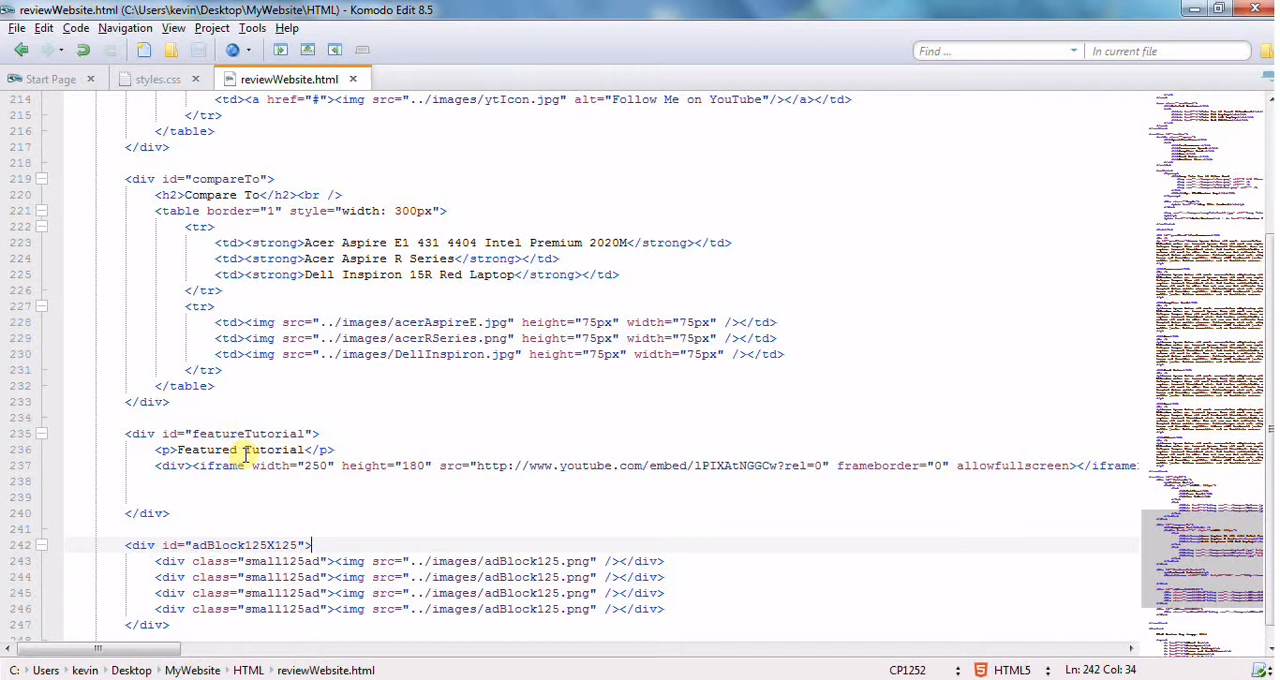 reviewWebsite.html (C:\Users\kevin\Desktop\MyWebsite\HTML) - Komodo Edit 8.5
File Edit Code Navigation View Project Tools Help
Find ... In current file
Start Page styles.css reviewWebsite.html
214 <td><a href="#"><img src="../images/ytIcon.jpg" alt="Follow Me on YouTube"/></a></td>
215 </tr>
216 </table>
217 </div>
218
219 <div id="compareTo">
220 <h2>Compare To</h2><br />
221 <table border="1" style="width: 300px">
222 <tr>
223 <td><strong>Acer Aspire E1 431 4404 Intel Premium 2020M</strong></td>
224 <td><strong>Acer Aspire R Series</strong></td>
225 <td><strong>Dell Inspiron 15R Red Laptop</strong></td>
226 </tr>
227 <tr>
228 <td><img src="../images/acerAspireE.jpg" height="75px" width="75px" /></td>
229 <td><img src="../images/acerRSeries.png" height="75px" width="75px" /></td>
230 <td><img src="../images/DellInspiron.jpg" height="75px" width="75px" /></td>
231 </tr>
232 </table>
233 </div>
234
235 <div id="featureTutorial">
236 <p>Featured Tutorial</p>
237 <div><iframe width="250" height="180" src="http://www.youtube.com/embed/lPIXAtNGGCw?rel=0" frameborder="0" allowfullscreen></iframe
238
239
240 </div>
241
242 <div id="adBlock125X125">
243 <div class="small125ad"><img src="../images/adBlock125.png" /></div>
244 <div class="small125ad"><img src="../images/adBlock125.png" /></div>
245 <div class="small125ad"><img src="../images/adBlock125.png" /></div>
246 <div class="small125ad"><img src="../images/adBlock125.png" /></div>
247 </div>
C: Users kevin Desktop MyWebsite HTML reviewWebsite.html CP1252 HTML5 Ln: 242 Col: 34